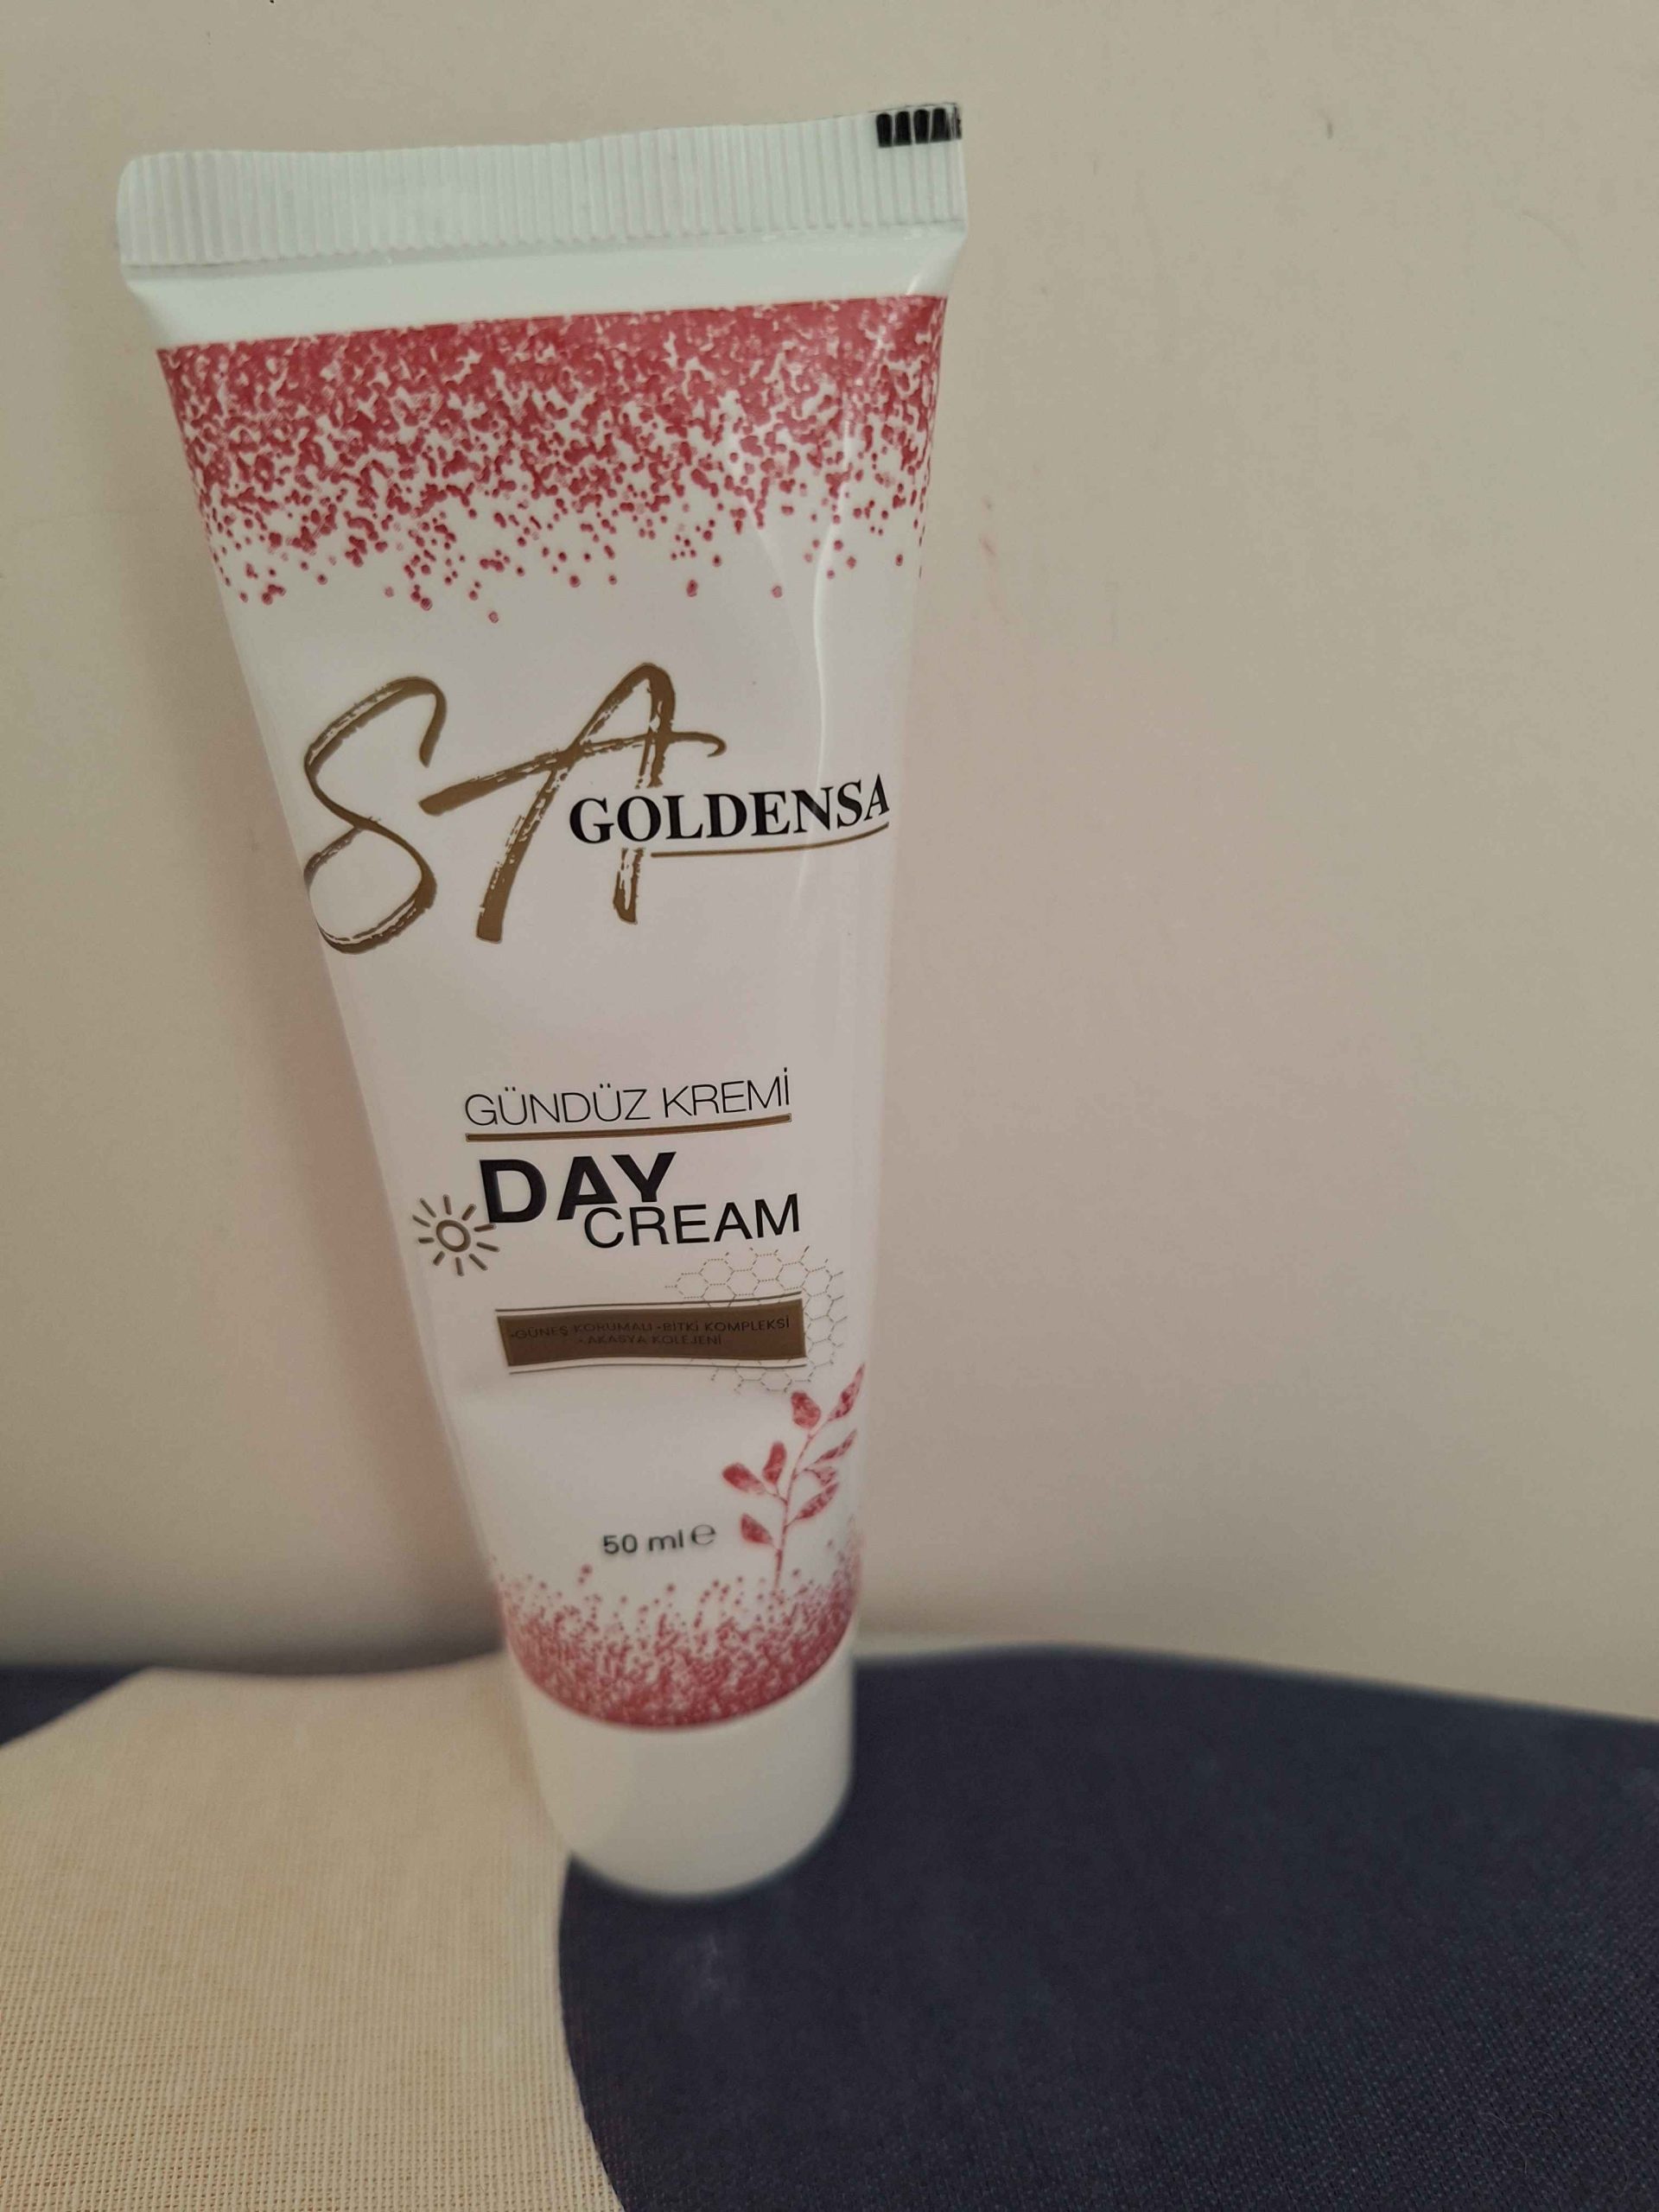 SA
GOLDENSA
GÜNDÜZ KREMİ
DAY
CREAM
•GÜNEŞ KORUMALI •BİTKİ KOMPLEKSİ
•AKASYA KOLEJENİ
50 ml ℮